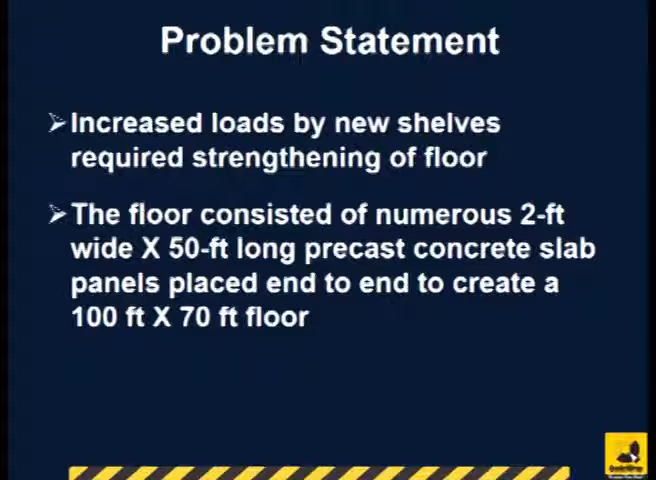 Problem Statement
Increased loads by new shelves
required strengthening of floor
The floor consisted of numerous 2-ft
wide X 50-ft long precast concrete slab
panels placed end to end to create a
100 ft X 70 ft floor